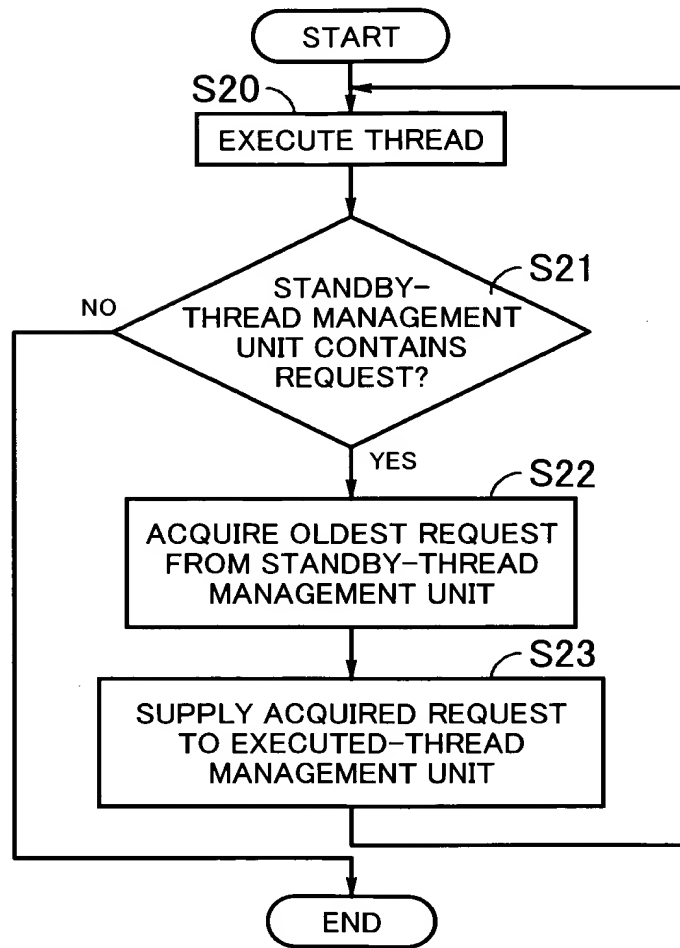 START
S20
EXECUTE THREAD
S21
STANDBY-
THREAD MANAGEMENT
UNIT CONTAINS
REQUEST?
NO
YES
S22
ACQUIRE OLDEST REQUEST
FROM STANDBY-THREAD
MANAGEMENT UNIT
S23
SUPPLY ACQUIRED REQUEST
TO EXECUTED-THREAD
MANAGEMENT UNIT
END